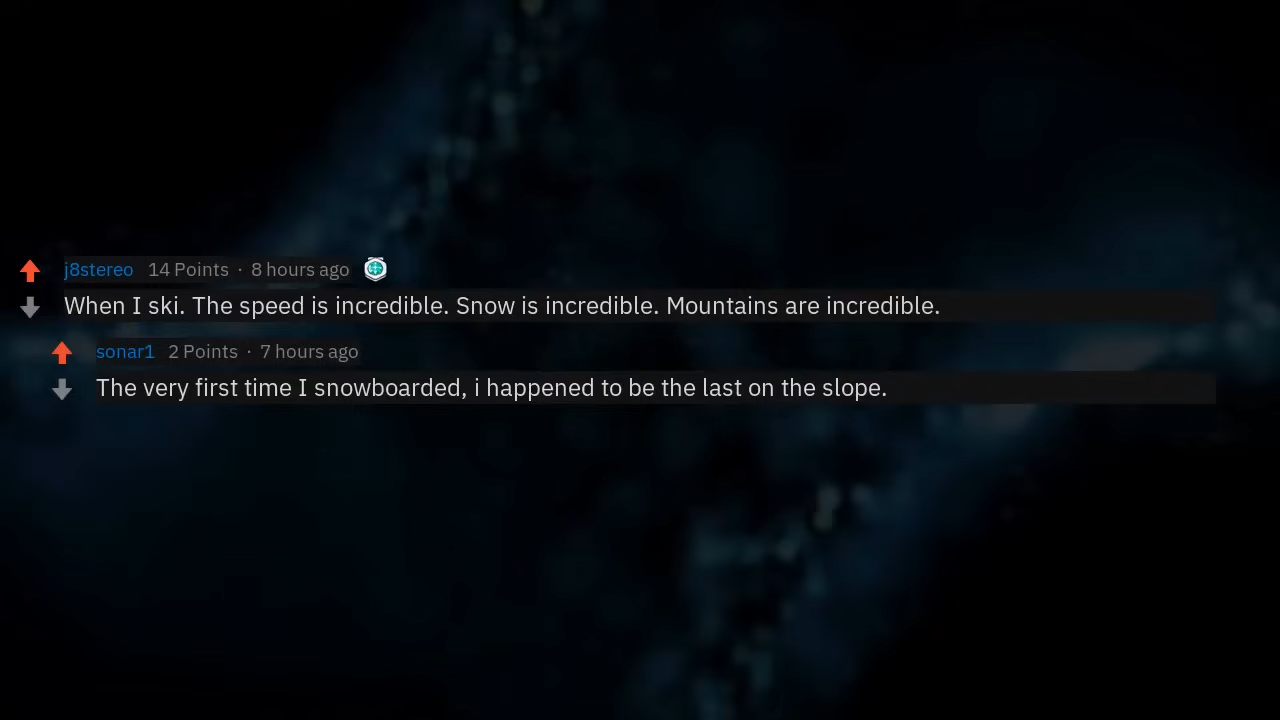 j8stereo 14 Points · 8 hours ago
When I ski. The speed is incredible. Snow is incredible. Mountains are incredible.
sonar1 2 Points · 7 hours ago
The very first time I snowboarded, i happened to be the last on the slope.